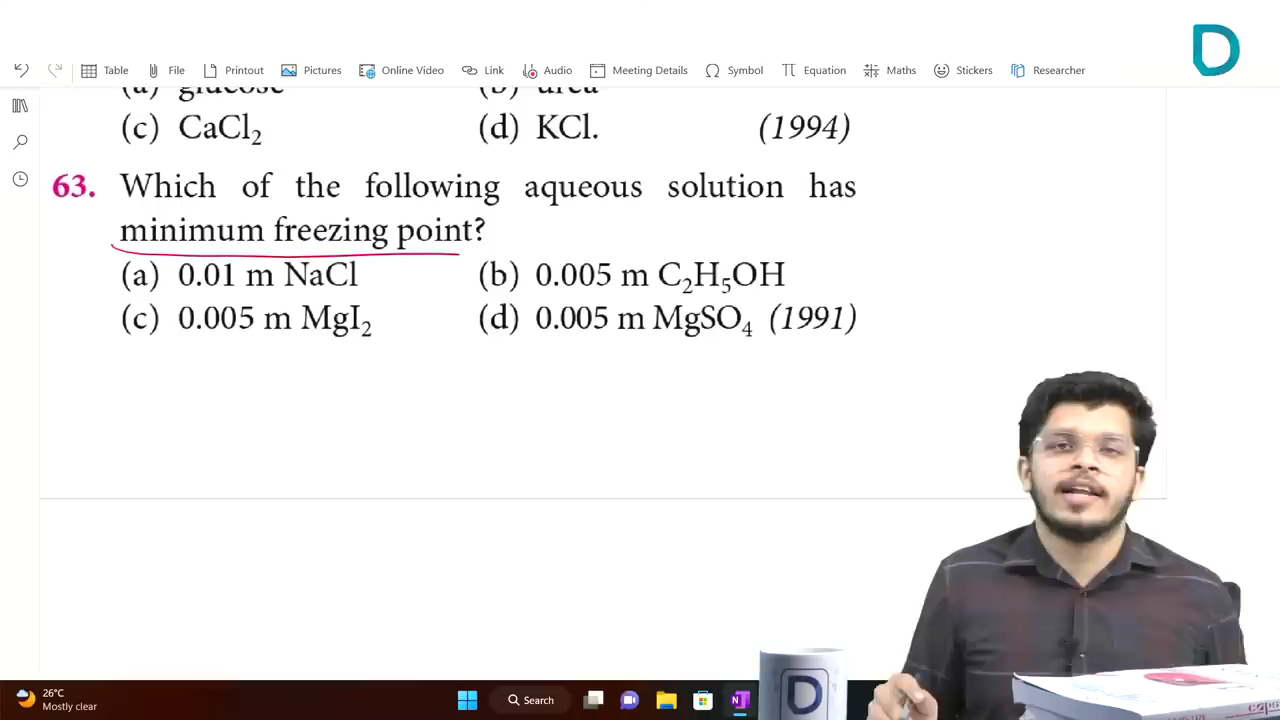 Table File Printout Pictures Online Video Link Audio Meeting Details Symbol Equation Maths Stickers Researcher
(a) glucose (b) urea
(c) CaCl₂ (d) KCl. (1994)
63. Which of the following aqueous solution has
minimum freezing point?
(a) 0.01 m NaCl (b) 0.005 m C₂H₅OH
(c) 0.005 m MgI₂ (d) 0.005 m MgSO₄ (1991)
D
D
26°C
Mostly clear
Search